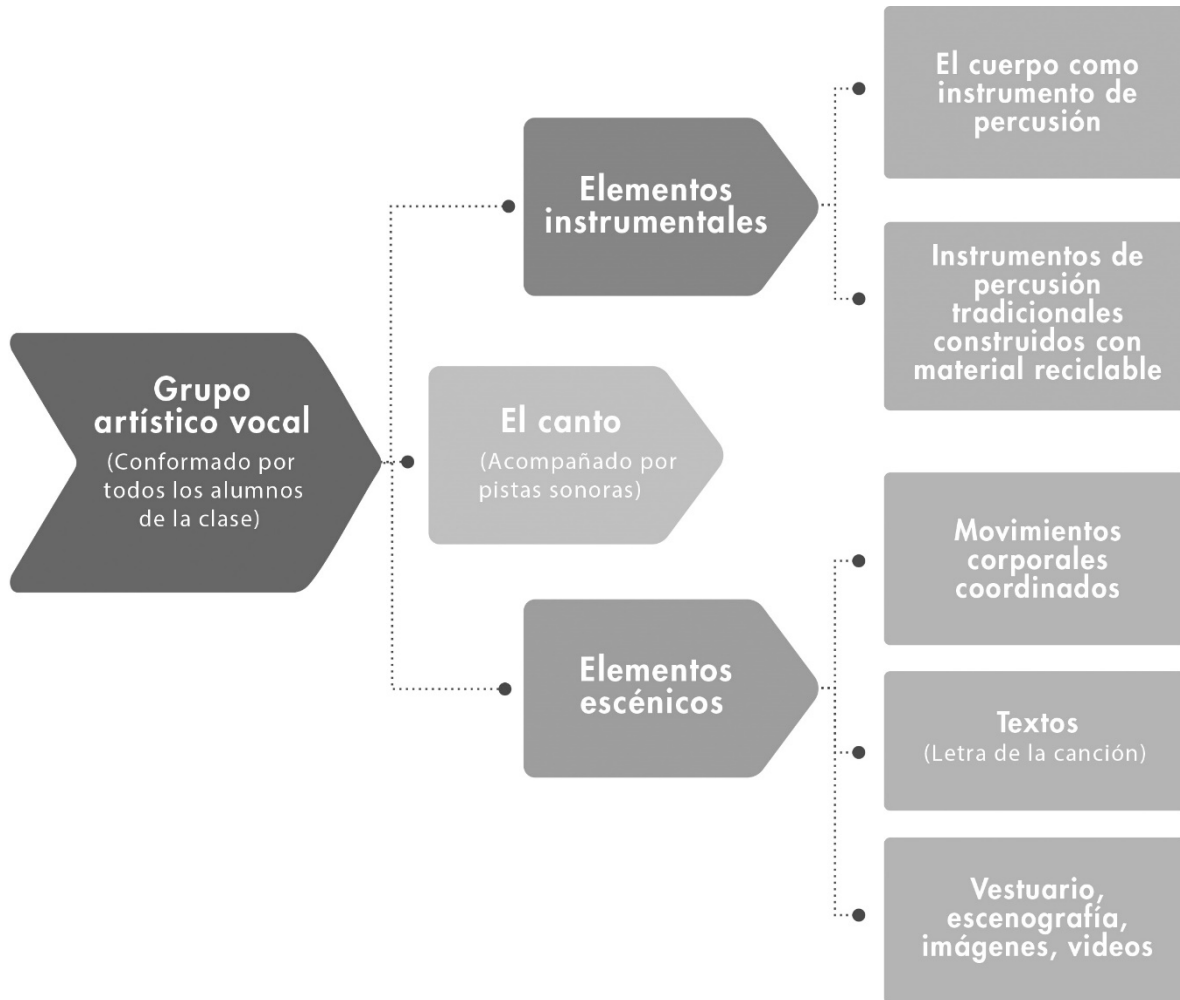 Grupo
artístico vocal
(Conformado por
todos los alumnos
de la clase)
Elementos
instrumentales
El cuerpo como
instrumento de
percusión
Instrumentos de
percusión
tradicionales
construidos con
material reciclable
El canto
(Acompañado por
pistas sonoras)
Elementos
escénicos
Movimientos
corporales
coordinados
Textos
(Letra de la canción)
Vestuario,
escenografía,
imágenes, videos